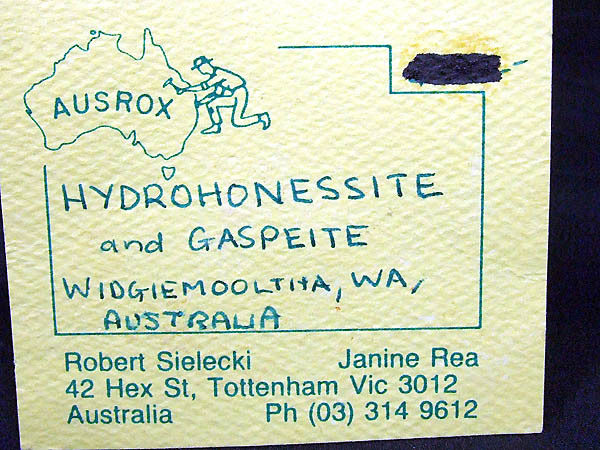 AUSROX
HYDROHONESSITE
and GASPEITE
WIDGIEMOOLTHA, WA,
AUSTRALIA
Robert Sielecki Janine Rea
42 Hex St, Tottenham Vic 3012
Australia Ph (03) 314 9612